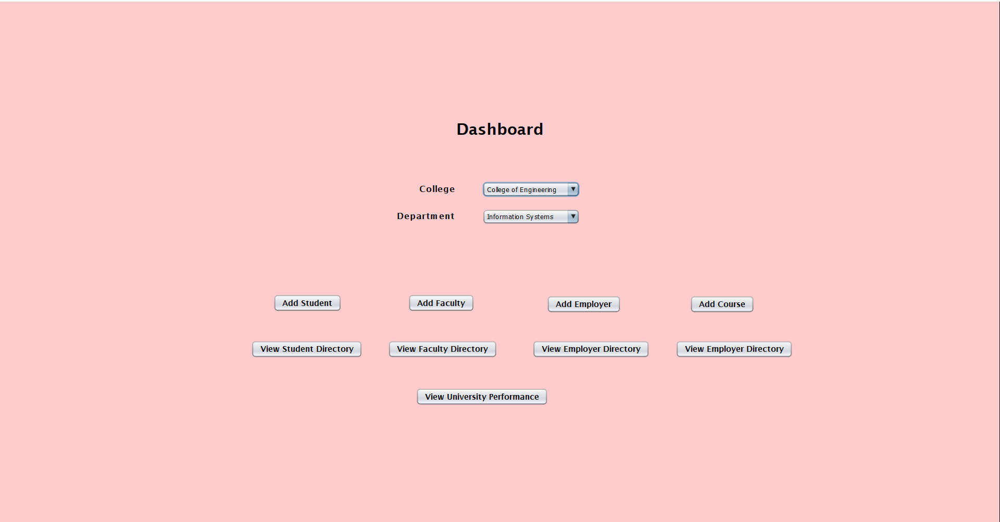 Dashboard
College College of Engineering
Department Information Systems
Add Student Add Faculty Add Employer Add Course
View Student Directory View Faculty Directory View Employer Directory View Employer Directory
View University Performance